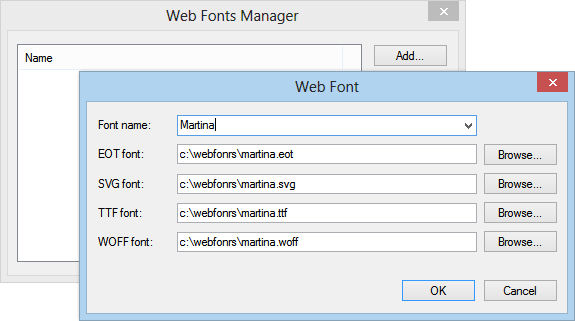 Web Fonts Manager
Name
Add...
Web Font
Font name: Martina
EOT font: c:\webfonrs\martina.eot Browse...
SVG font: c:\webfonrs\martina.svg Browse...
TTF font: c:\webfonrs\martina.ttf Browse...
WOFF font: c:\webfonrs\martina.woff Browse...
OK Cancel